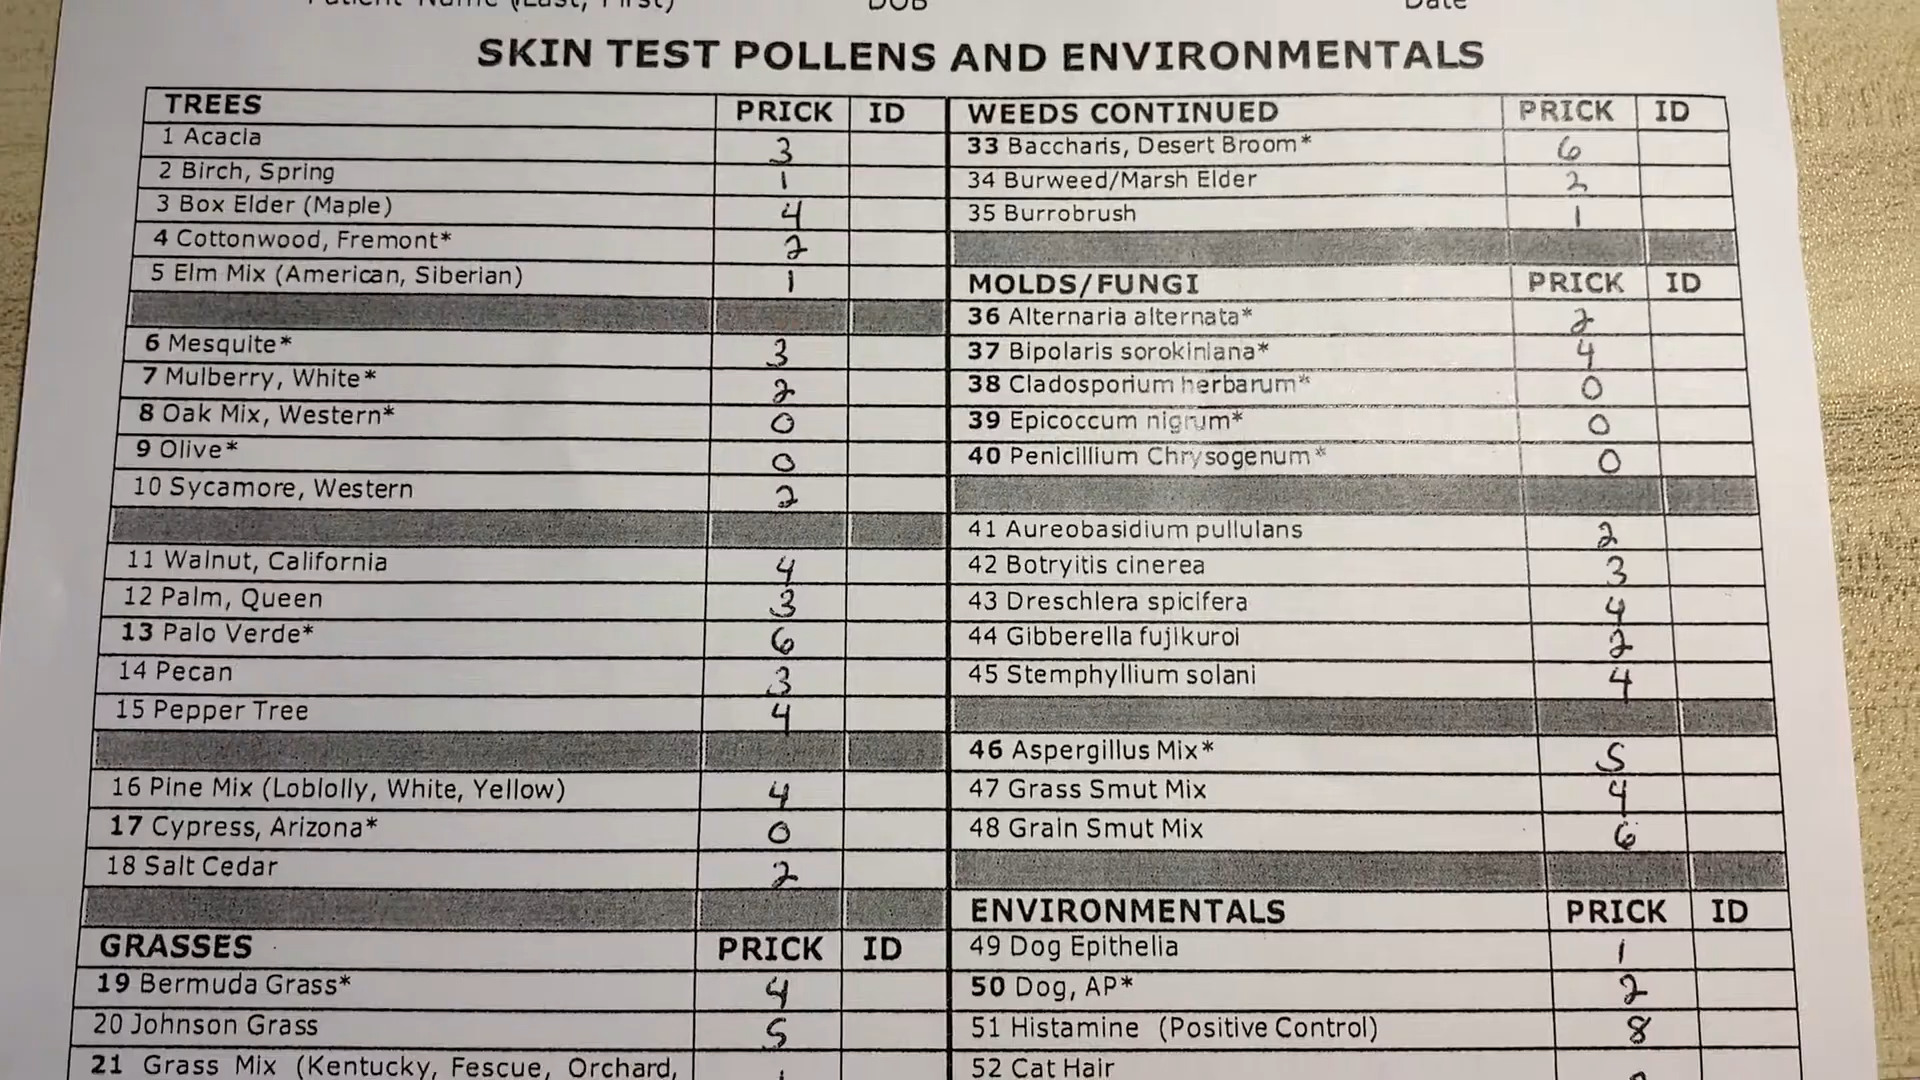 Patient Name (Last, First) DOB Date
SKIN TEST POLLENS AND ENVIRONMENTALS
TREES PRICK ID
1 Acacia 3
2 Birch, Spring 1
3 Box Elder (Maple) 4
4 Cottonwood, Fremont* 2
5 Elm Mix (American, Siberian) 1
6 Mesquite* 3
7 Mulberry, White* 2
8 Oak Mix, Western* 0
9 Olive* 0
10 Sycamore, Western 2
11 Walnut, California 4
12 Palm, Queen 3
13 Palo Verde* 6
14 Pecan 3
15 Pepper Tree 4
16 Pine Mix (Loblolly, White, Yellow) 4
17 Cypress, Arizona* 0
18 Salt Cedar 2
GRASSES PRICK ID
19 Bermuda Grass* 4
20 Johnson Grass 5
21 Grass Mix (Kentucky, Fescue, Orchard,
WEEDS CONTINUED PRICK ID
33 Baccharis, Desert Broom* 6
34 Burweed/Marsh Elder 2
35 Burrobrush 1
MOLDS/FUNGI PRICK ID
36 Alternaria alternata* 2
37 Bipolaris sorokiniana* 4
38 Cladosporium herbarum* 0
39 Epicoccum nigrum* 0
40 Penicillium Chrysogenum* 0
41 Aureobasidium pullulans 2
42 Botryitis cinerea 3
43 Dreschlera spicifera 4
44 Gibberella fujikuroi 2
45 Stemphyllium solani 4
46 Aspergillus Mix* 5
47 Grass Smut Mix 4
48 Grain Smut Mix 6
ENVIRONMENTALS PRICK ID
49 Dog Epithelia 1
50 Dog, AP* 2
51 Histamine (Positive Control) 8
52 Cat Hair